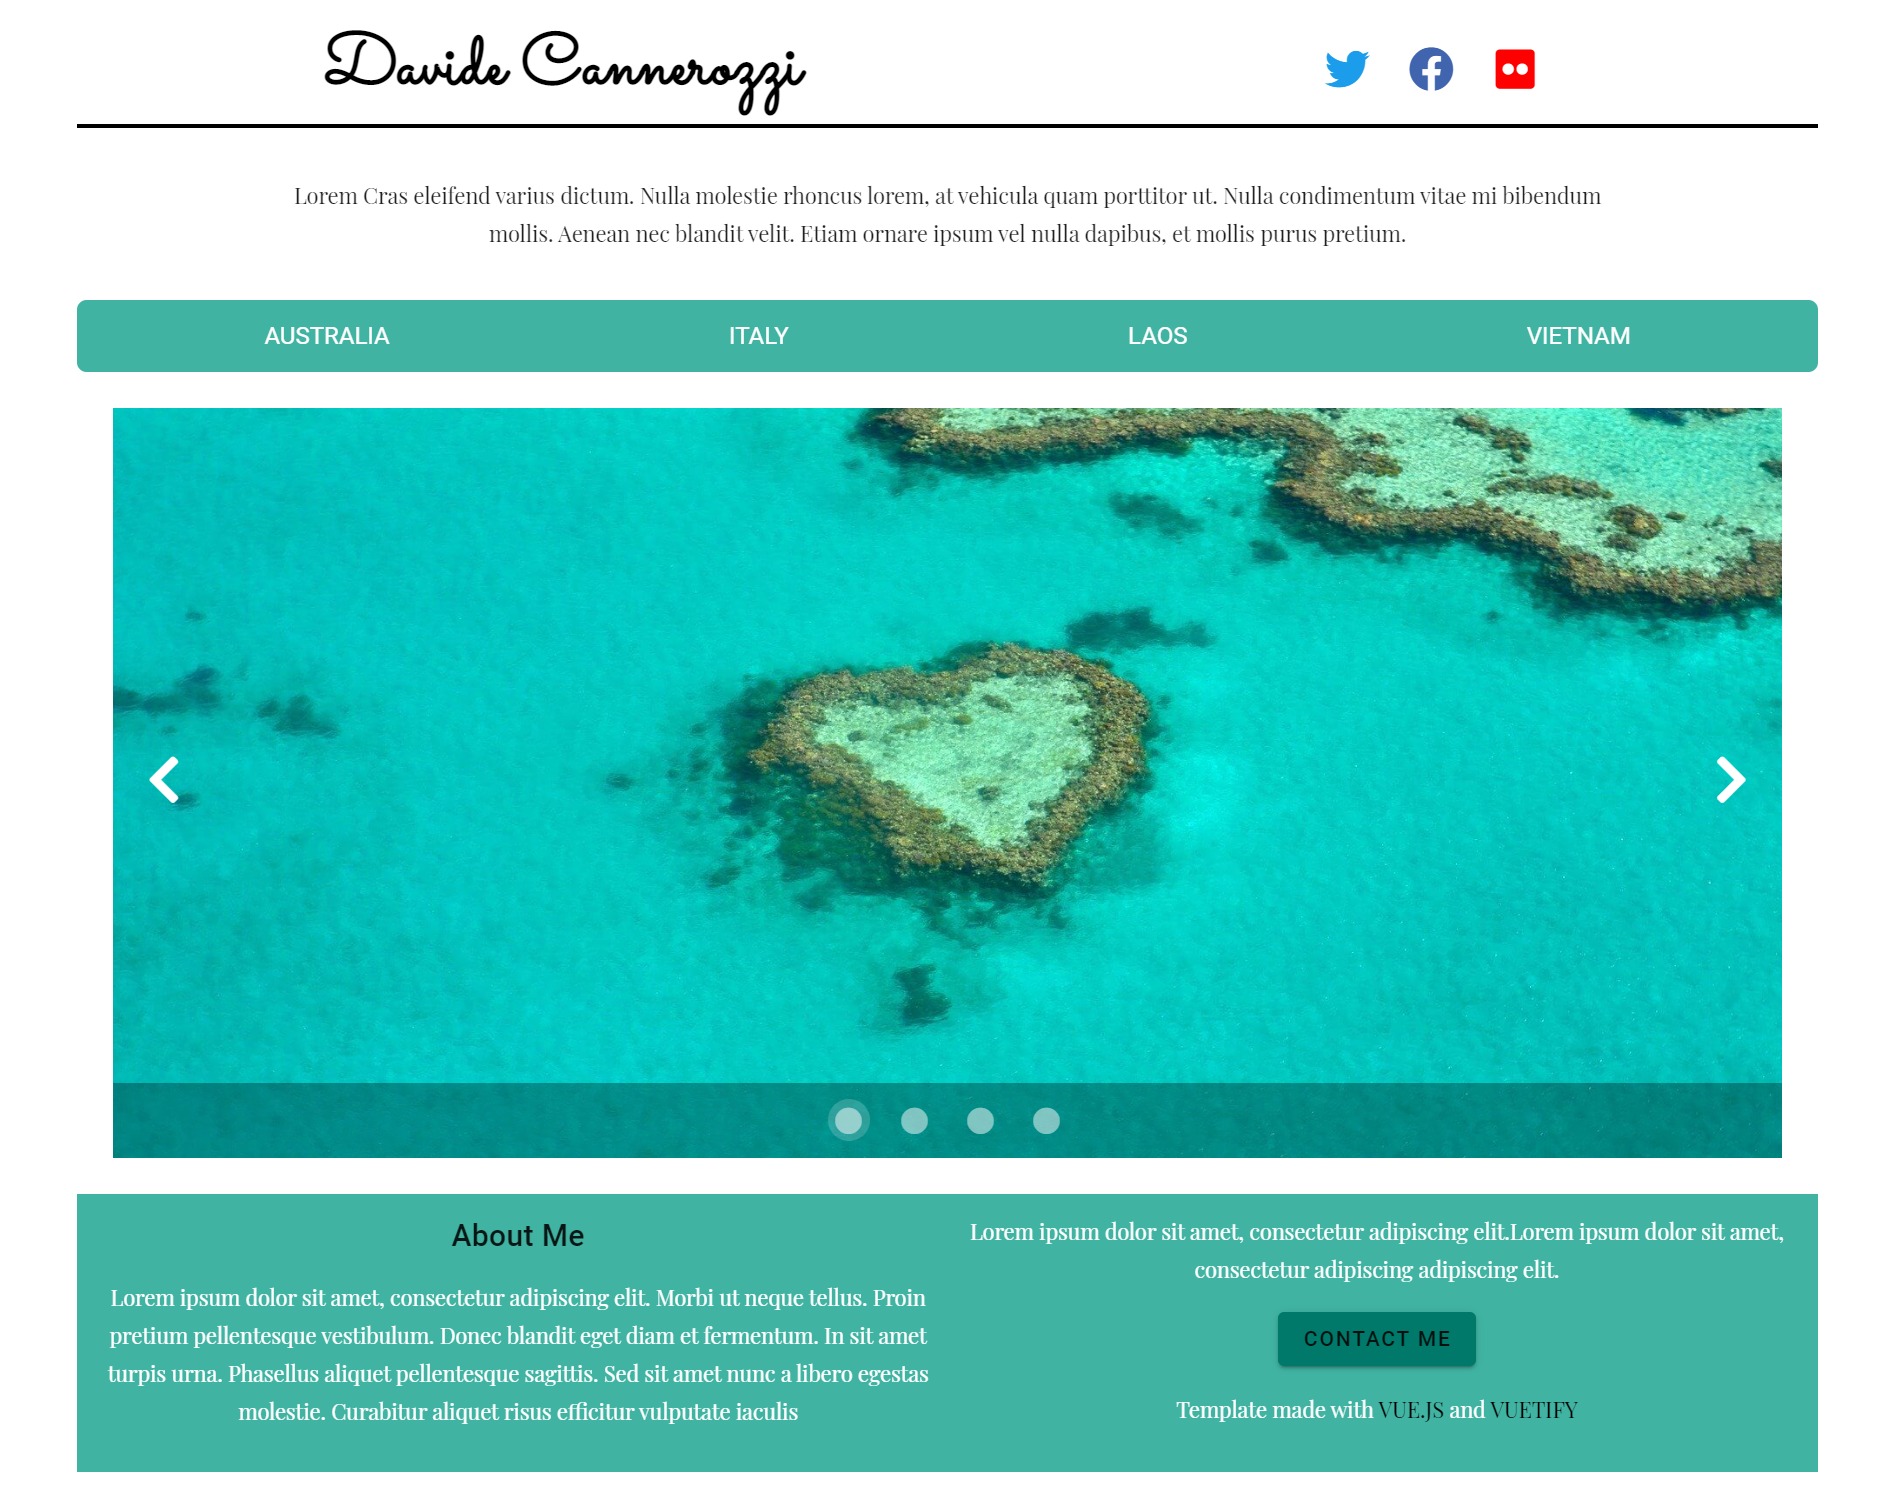 Davide Cannerozzi
Lorem Cras eleifend varius dictum. Nulla molestie rhoncus lorem, at vehicula quam porttitor ut. Nulla condimentum vitae mi bibendum
mollis. Aenean nec blandit velit. Etiam ornare ipsum vel nulla dapibus, et mollis purus pretium.
AUSTRALIA ITALY LAOS VIETNAM
About Me
Lorem ipsum dolor sit amet, consectetur adipiscing elit. Morbi ut neque tellus. Proin
pretium pellentesque vestibulum. Donec blandit eget diam et fermentum. In sit amet
turpis urna. Phasellus aliquet pellentesque sagittis. Sed sit amet nunc a libero egestas
molestie. Curabitur aliquet risus efficitur vulputate iaculis
Lorem ipsum dolor sit amet, consectetur adipiscing elit.Lorem ipsum dolor sit amet,
consectetur adipiscing adipiscing elit.
CONTACT ME
Template made with VUE.JS and VUETIFY